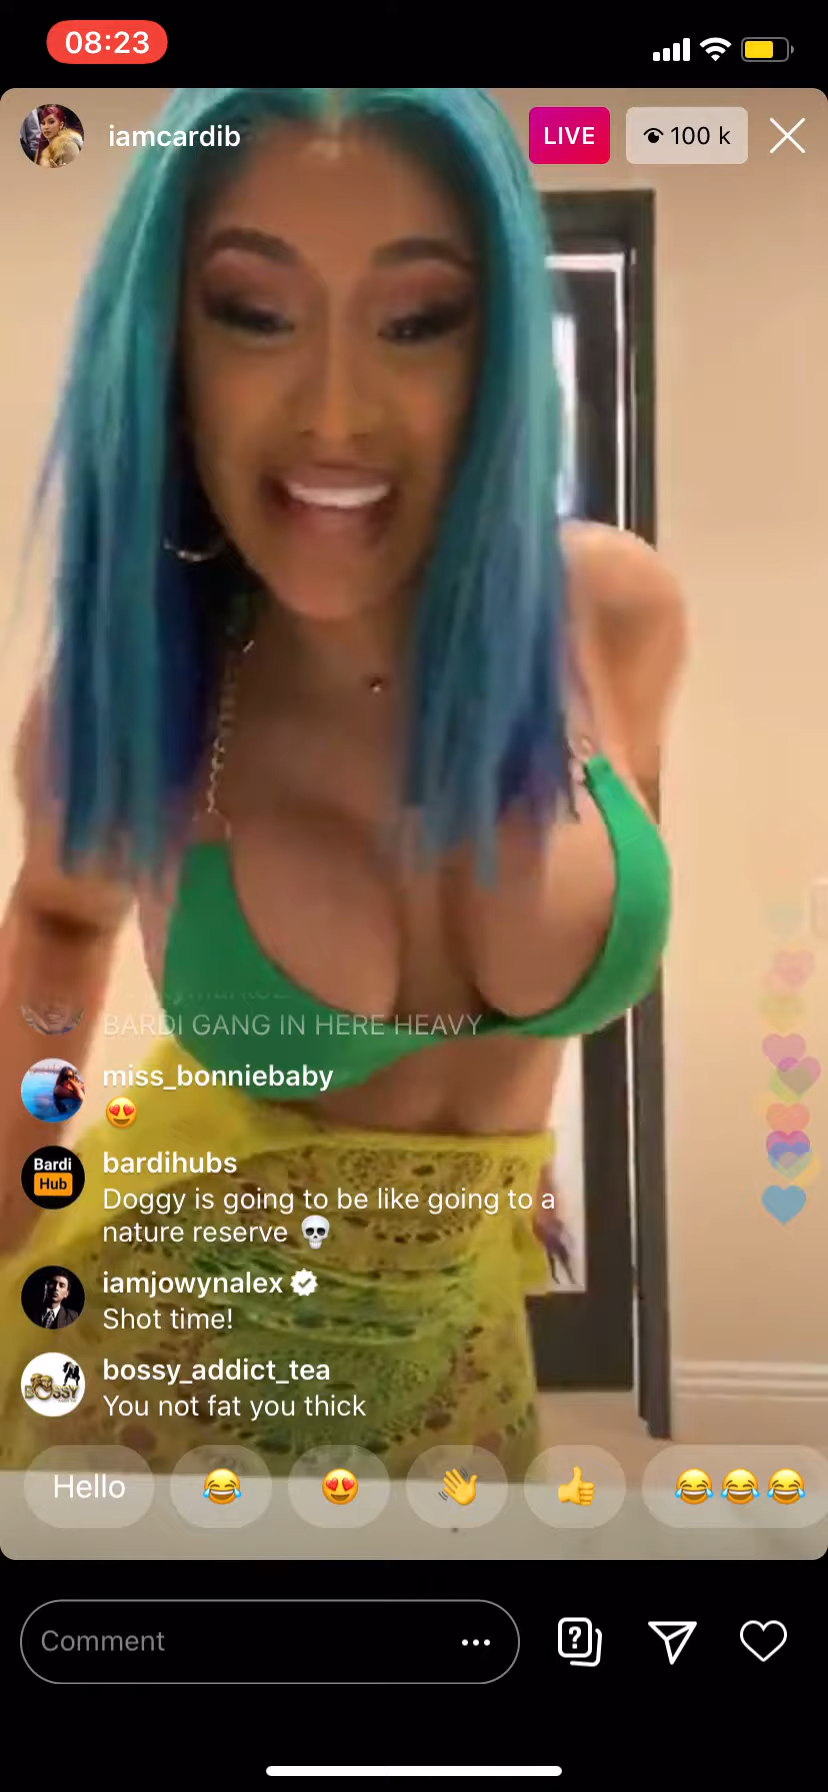 08:23
iamcardib
LIVE
100 k
BARDI GANG IN HERE HEAVY
miss_bonniebaby
😍
Bardi
Hub
bardihubs
Doggy is going to be like going to a
nature reserve 💀
iamjowynalex
Shot time!
BOSSY
bossy_addict_tea
You not fat you thick
Hello 😂 😍 👋 👍 😂😂😂
Comment